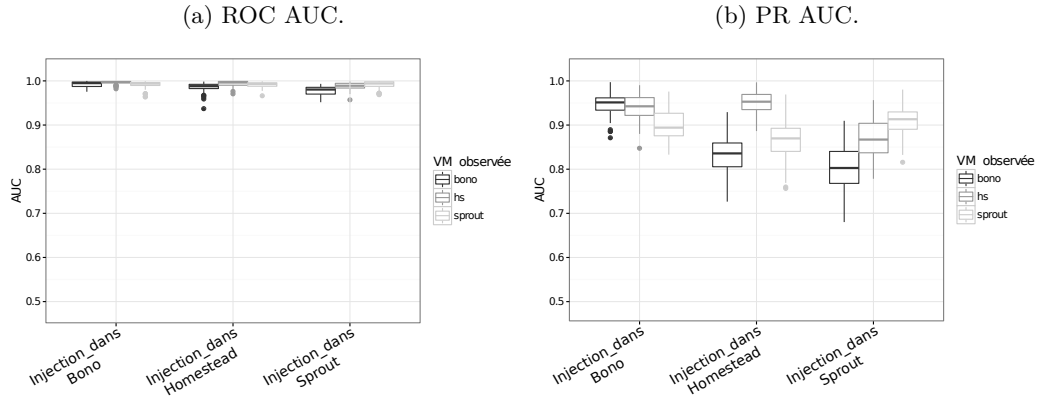 (a) ROC AUC.
1.0
0.9
0.8
0.7
0.6
0.5
AUC
Injection_dans
Bono
Injection_dans
Homestead
Injection_dans
Sprout
VM observée
bono
hs
sprout
(b) PR AUC.
1.0
0.9
0.8
0.7
0.6
0.5
AUC
Injection_dans
Bono
Injection_dans
Homestead
Injection_dans
Sprout
VM observée
bono
hs
sprout